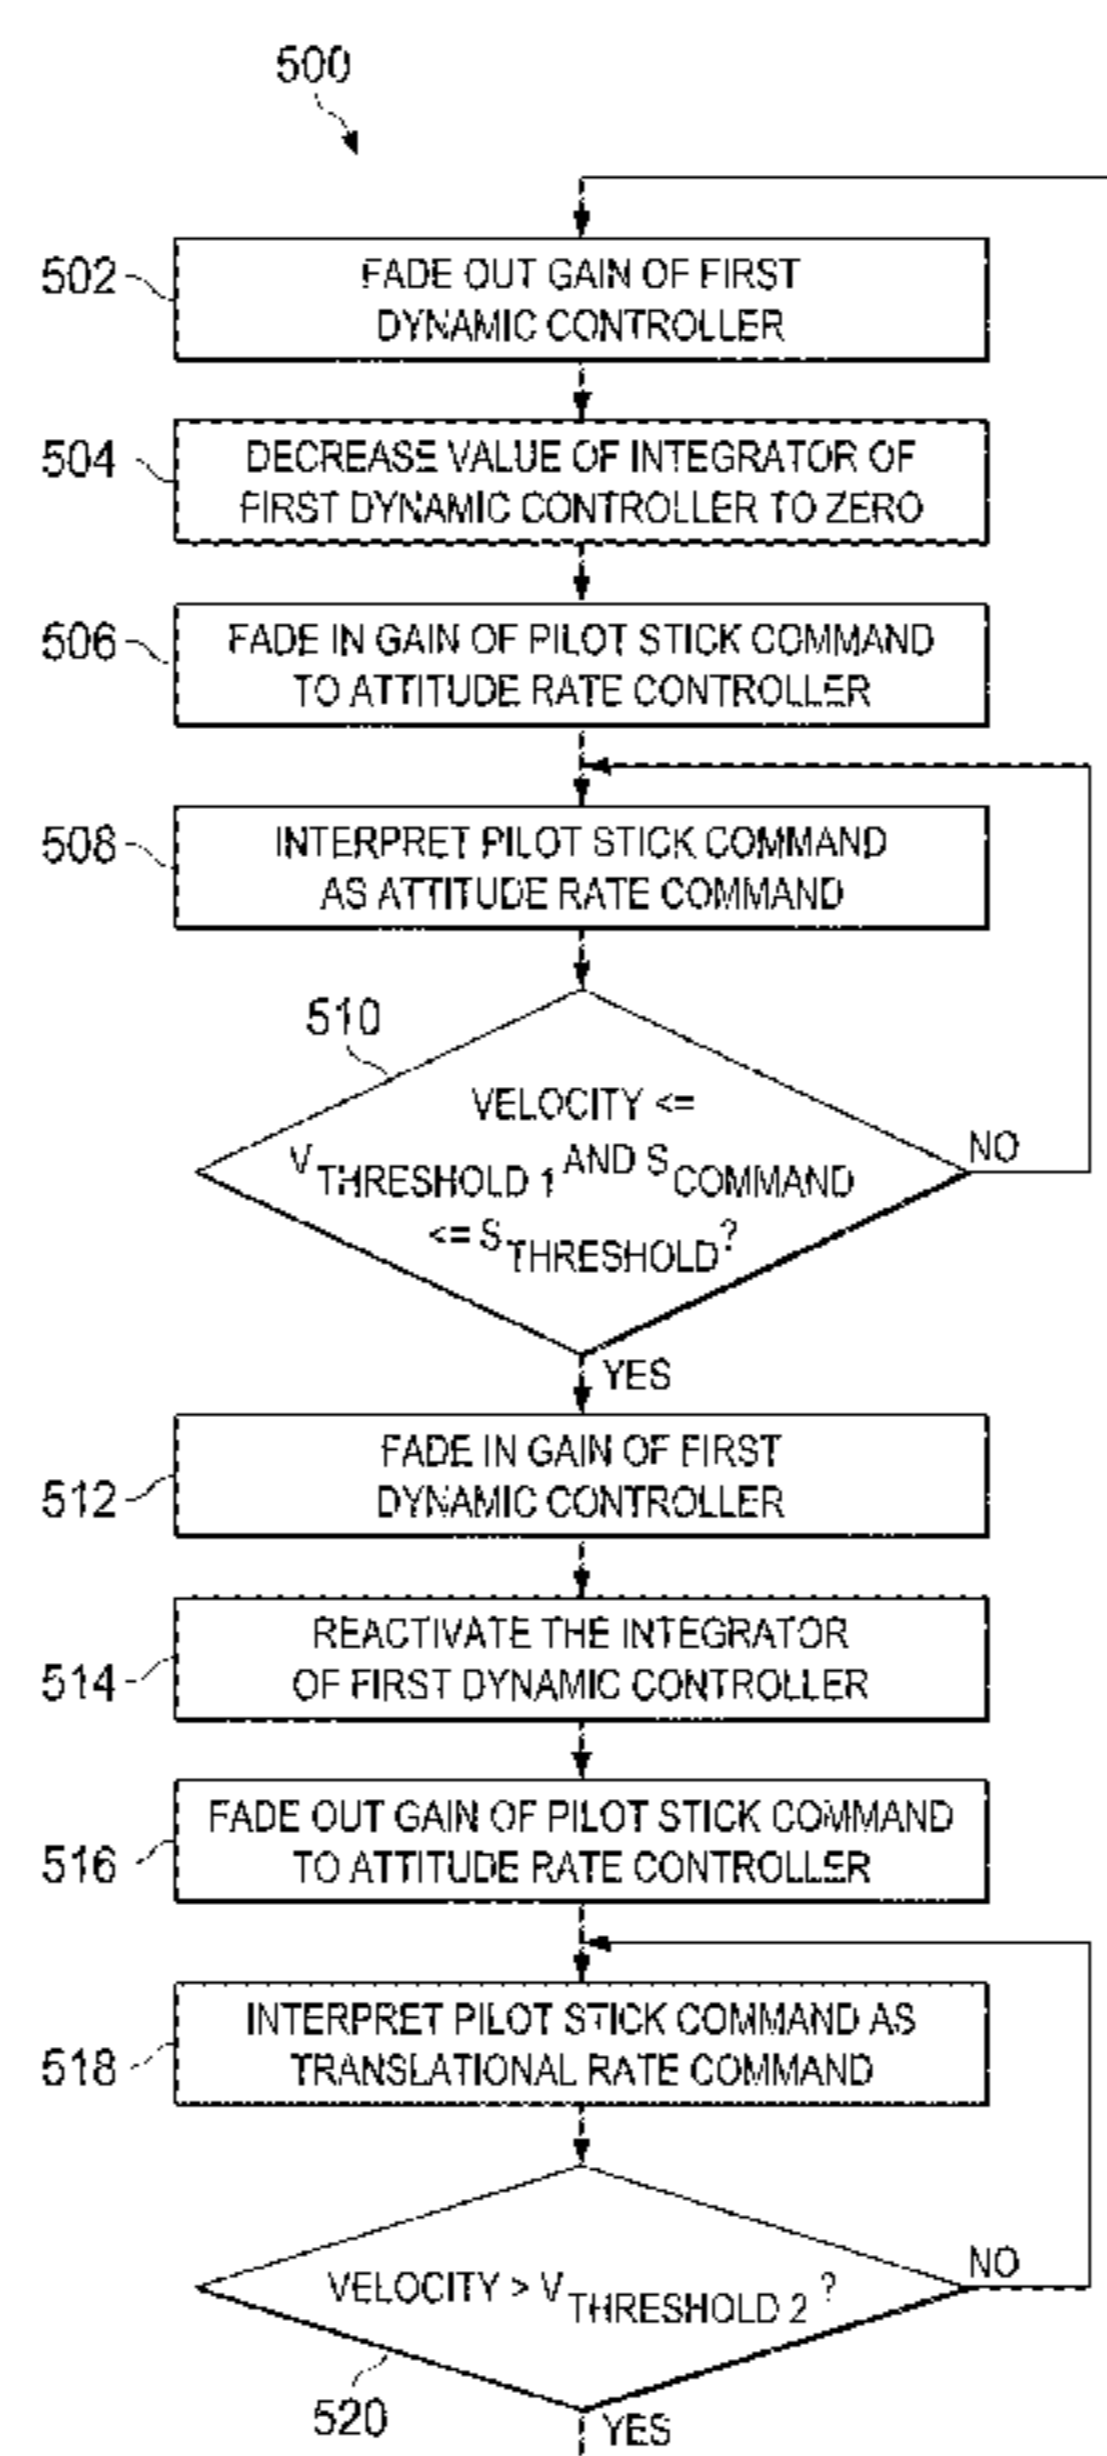 500
502
FADE OUT GAIN OF FIRST
DYNAMIC CONTROLLER
504
DECREASE VALUE OF INTEGRATOR OF
FIRST DYNAMIC CONTROLLER TO ZERO
506
FADE IN GAIN OF PILOT STICK COMMAND
TO ATTITUDE RATE CONTROLLER
508
INTERPRET PILOT STICK COMMAND
AS ATTITUDE RATE COMMAND
510
VELOCITY <=
V THRESHOLD 1 AND S COMMAND
<= S THRESHOLD ?
NO
YES
512
FADE IN GAIN OF FIRST
DYNAMIC CONTROLLER
514
REACTIVATE THE INTEGRATOR
OF FIRST DYNAMIC CONTROLLER
516
FADE OUT GAIN OF PILOT STICK COMMAND
TO ATTITUDE RATE CONTROLLER
518
INTERPRET PILOT STICK COMMAND AS
TRANSLATIONAL RATE COMMAND
VELOCITY > V THRESHOLD 2 ?
NO
520
YES